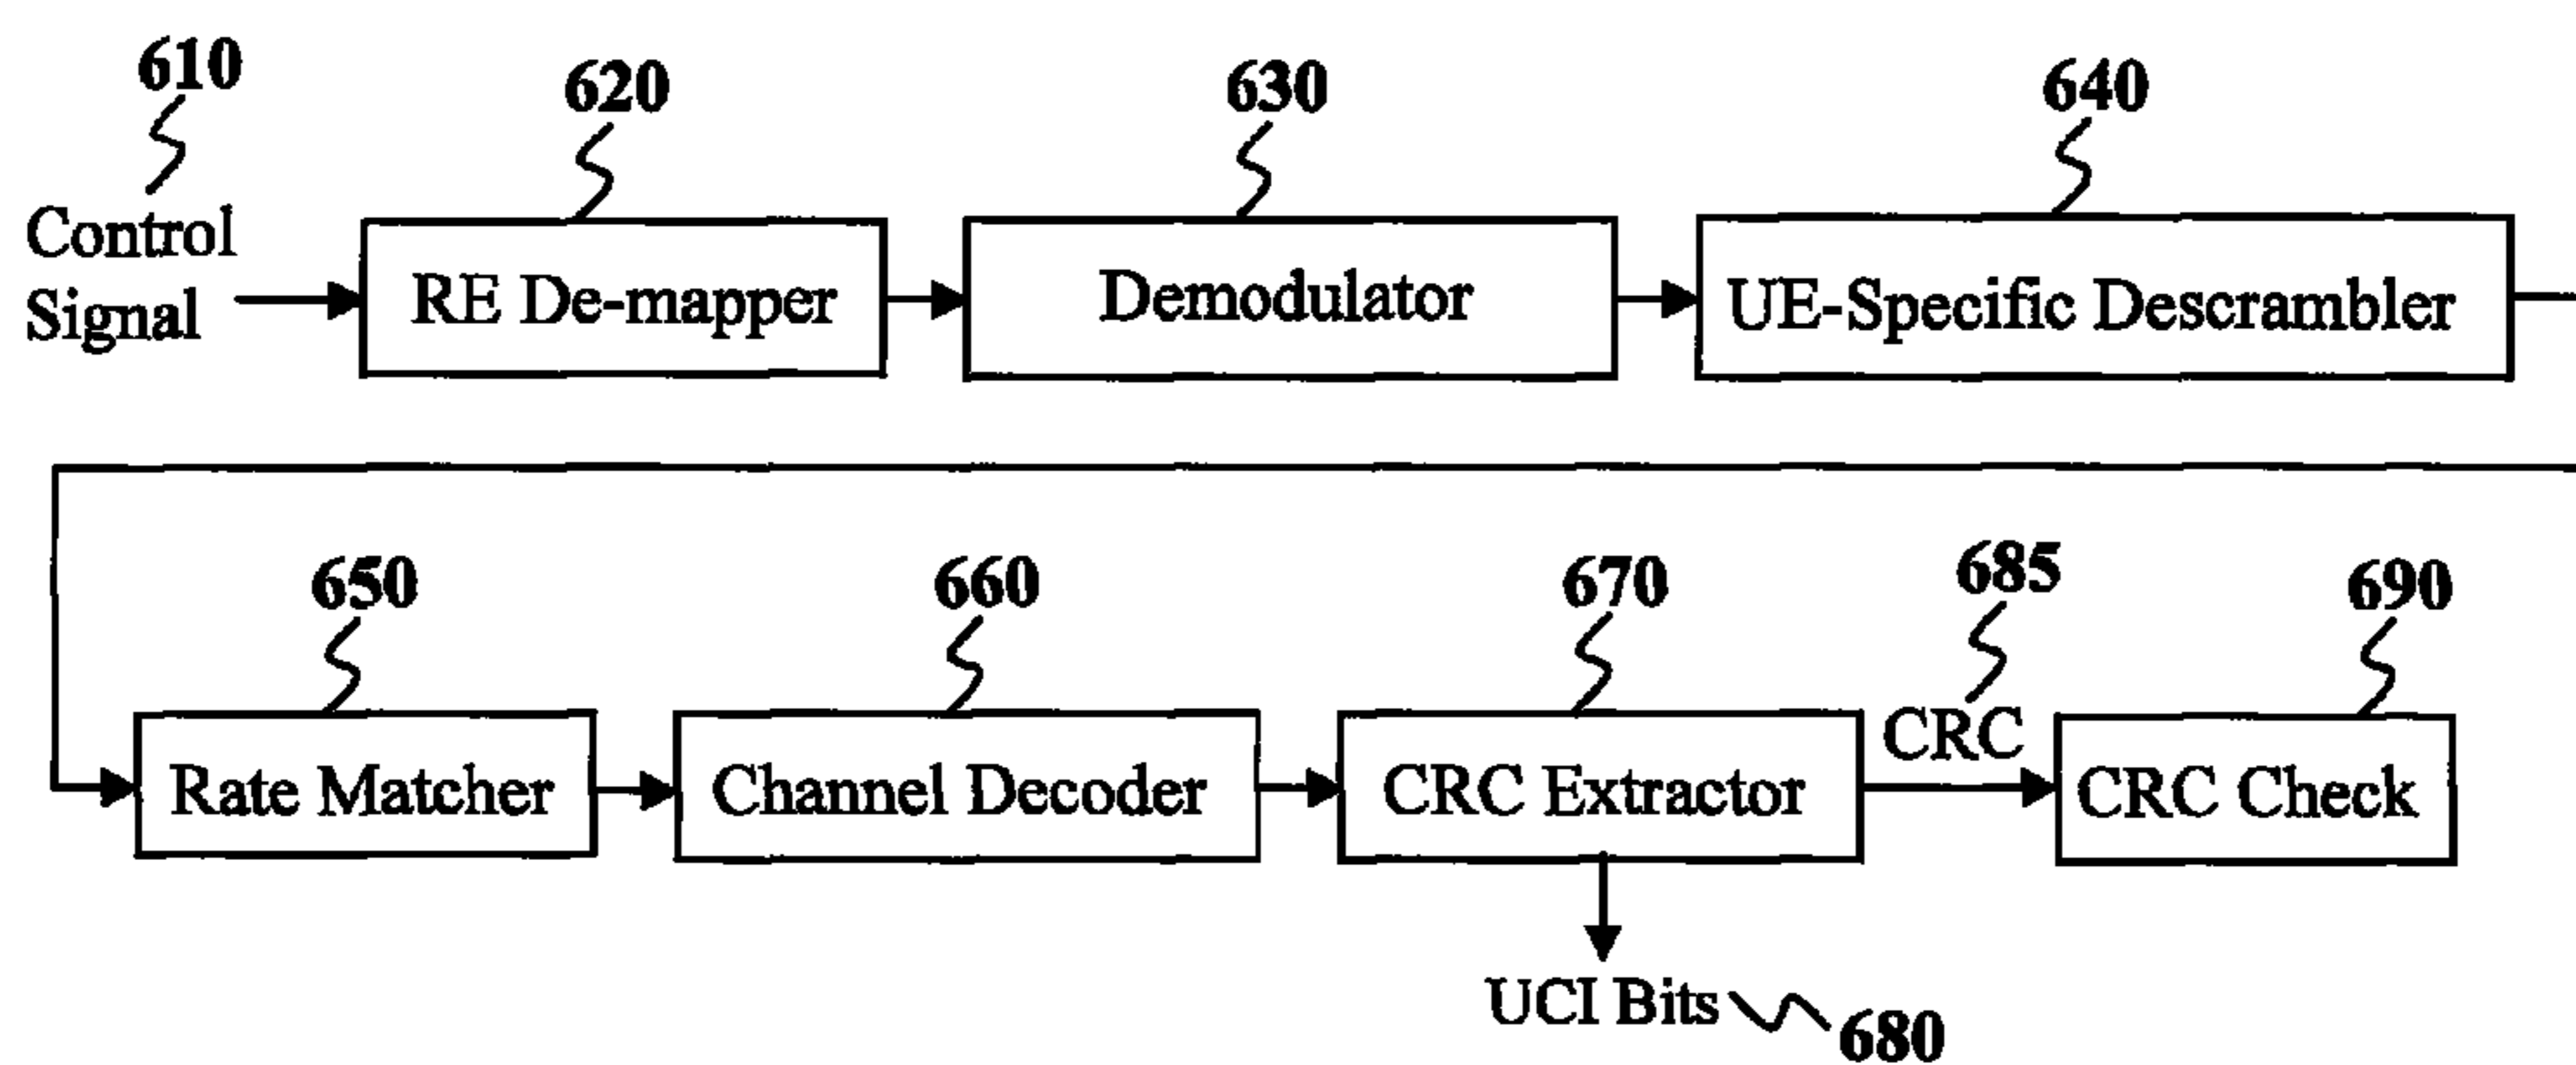 610
620
630
640
Control
Signal
RE De-mapper
Demodulator
UE-Specific Descrambler
650
660
670
685
690
Rate Matcher
Channel Decoder
CRC Extractor
CRC
CRC Check
UCI Bits
680